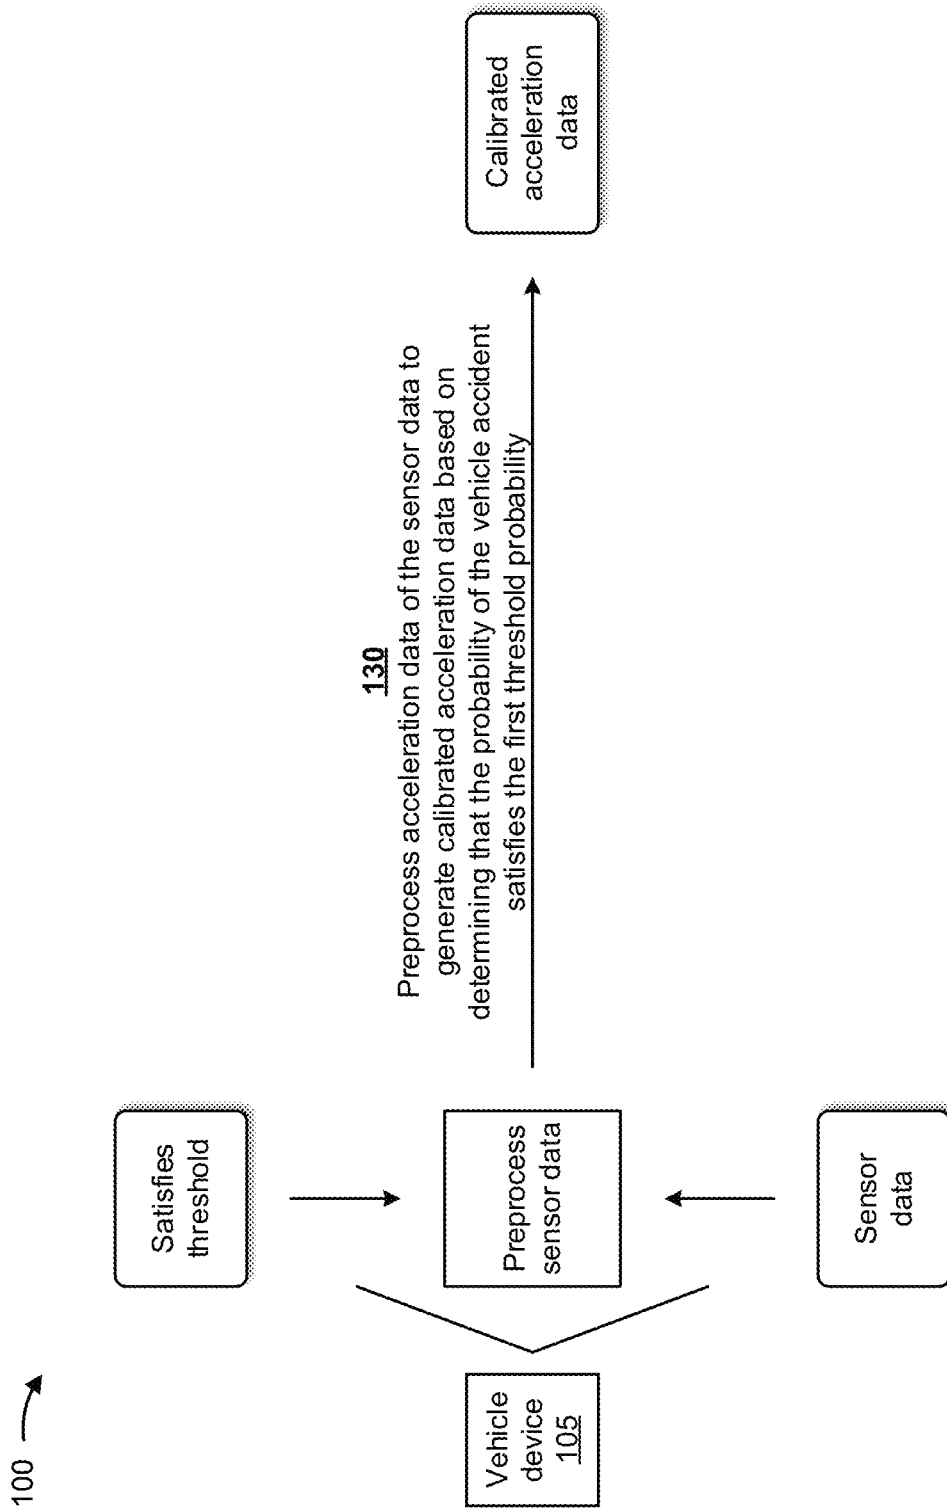 100
Vehicle
device
105
Satisfies
threshold
Preprocess
sensor data
Sensor
data
130
Preprocess acceleration data of the sensor data to
generate calibrated acceleration data based on
determining that the probability of the vehicle accident
satisfies the first threshold probability
Calibrated
acceleration
data